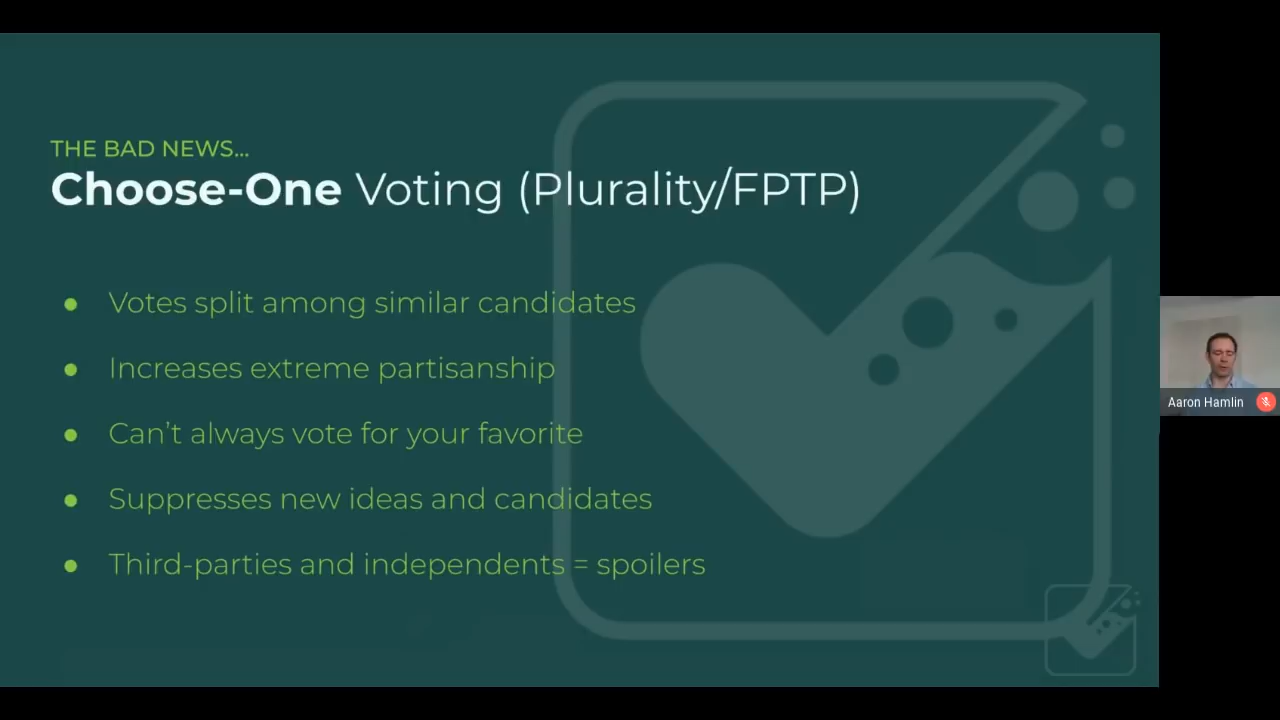 THE BAD NEWS...
Choose-One Voting (Plurality/FPTP)
● Votes split among similar candidates
● Increases extreme partisanship
● Can’t always vote for your favorite
● Suppresses new ideas and candidates
● Third-parties and independents = spoilers
Aaron Hamlin